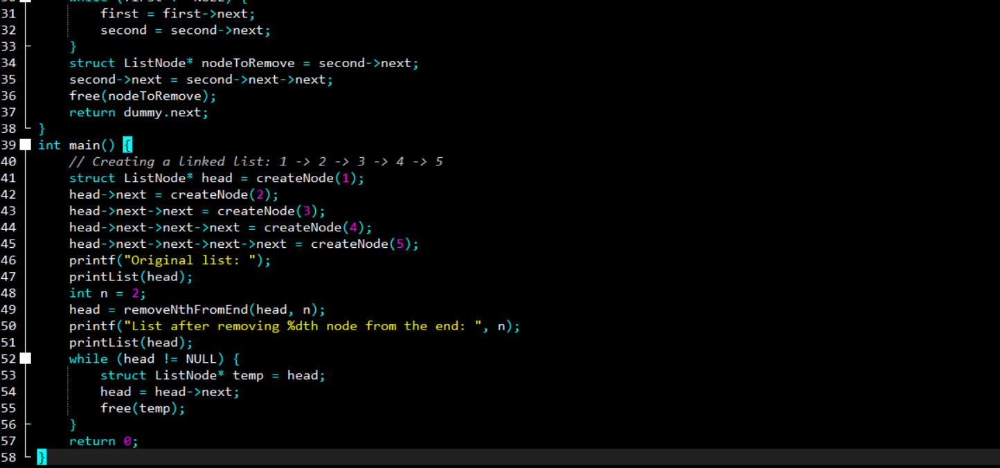 31 first = first->next;
32 second = second->next;
33 }
34 struct ListNode* nodeToRemove = second->next;
35 second->next = second->next->next;
36 free(nodeToRemove);
37 return dummy.next;
38 }
39 int main() {
40 // Creating a linked list: 1 -> 2 -> 3 -> 4 -> 5
41 struct ListNode* head = createNode(1);
42 head->next = createNode(2);
43 head->next->next = createNode(3);
44 head->next->next->next = createNode(4);
45 head->next->next->next->next = createNode(5);
46 printf("Original list: ");
47 printList(head);
48 int n = 2;
49 head = removeNthFromEnd(head, n);
50 printf("List after removing %dth node from the end: ", n);
51 printList(head);
52 while (head != NULL) {
53 struct ListNode* temp = head;
54 head = head->next;
55 free(temp);
56 }
57 return 0;
58 }